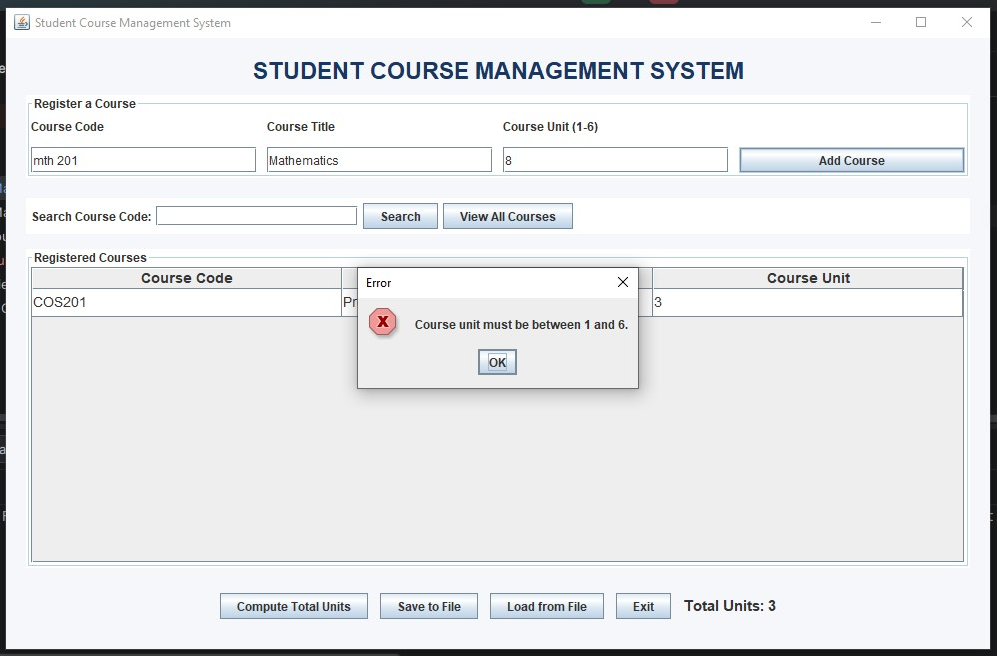 Student Course Management System
STUDENT COURSE MANAGEMENT SYSTEM
Register a Course
Course Code Course Title Course Unit (1-6)
mth 201 Mathematics 8 Add Course
Search Course Code: Search View All Courses
Registered Courses
Course Code Course Unit
COS201 Pr 3
Error
Course unit must be between 1 and 6.
OK
Compute Total Units Save to File Load from File Exit Total Units: 3